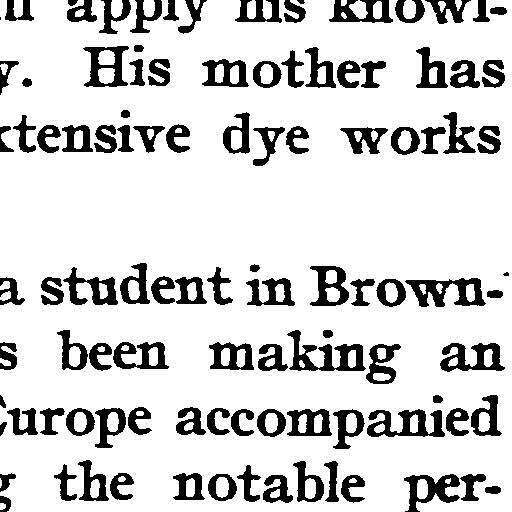 apply his knowl-
y. His mother has
xtensive dye works
a student in Brown-
s been making an
Europe accompanied
g the notable per-